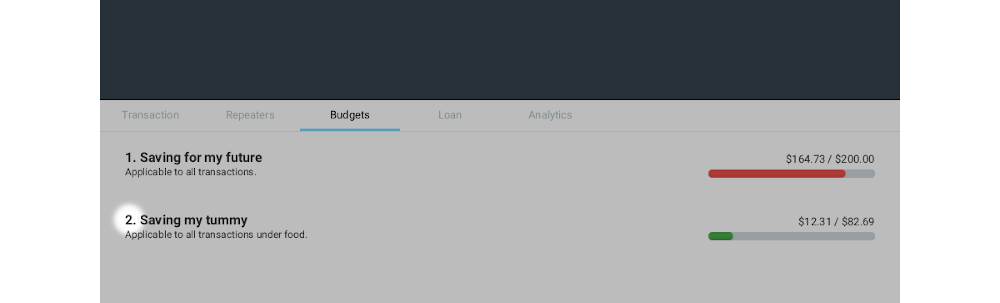 Transaction Repeaters Budgets Loan Analytics
1. Saving for my future
Applicable to all transactions.
$164.73 / $200.00
2. Saving my tummy
Applicable to all transactions under food.
$12.31 / $82.69